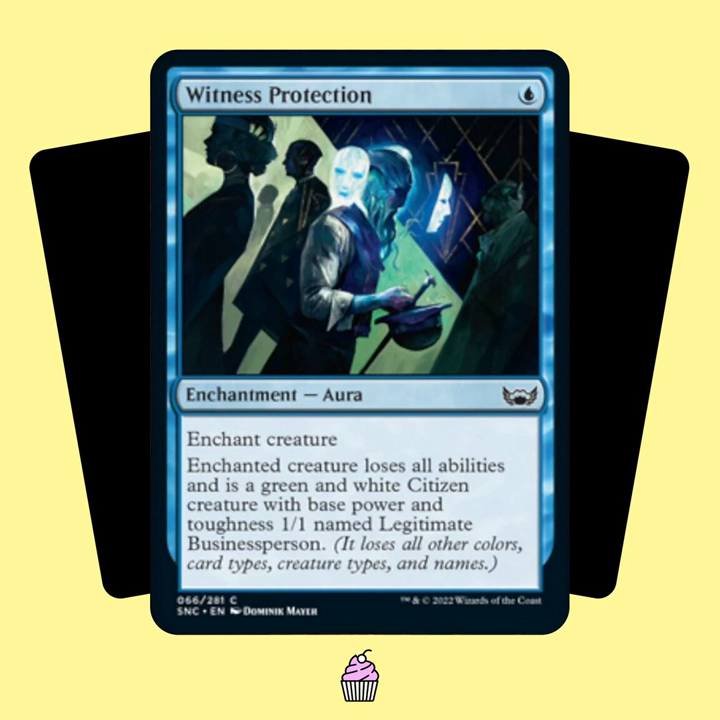 Witness Protection
Enchantment — Aura
Enchant creature
Enchanted creature loses all abilities
and is a green and white Citizen
creature with base power and
toughness 1/1 named Legitimate
Businessperson. (It loses all other colors,
card types, creature types, and names.)
066/281 C
SNC • EN Dominik Mayer
™ & © 2022 Wizards of the Coast